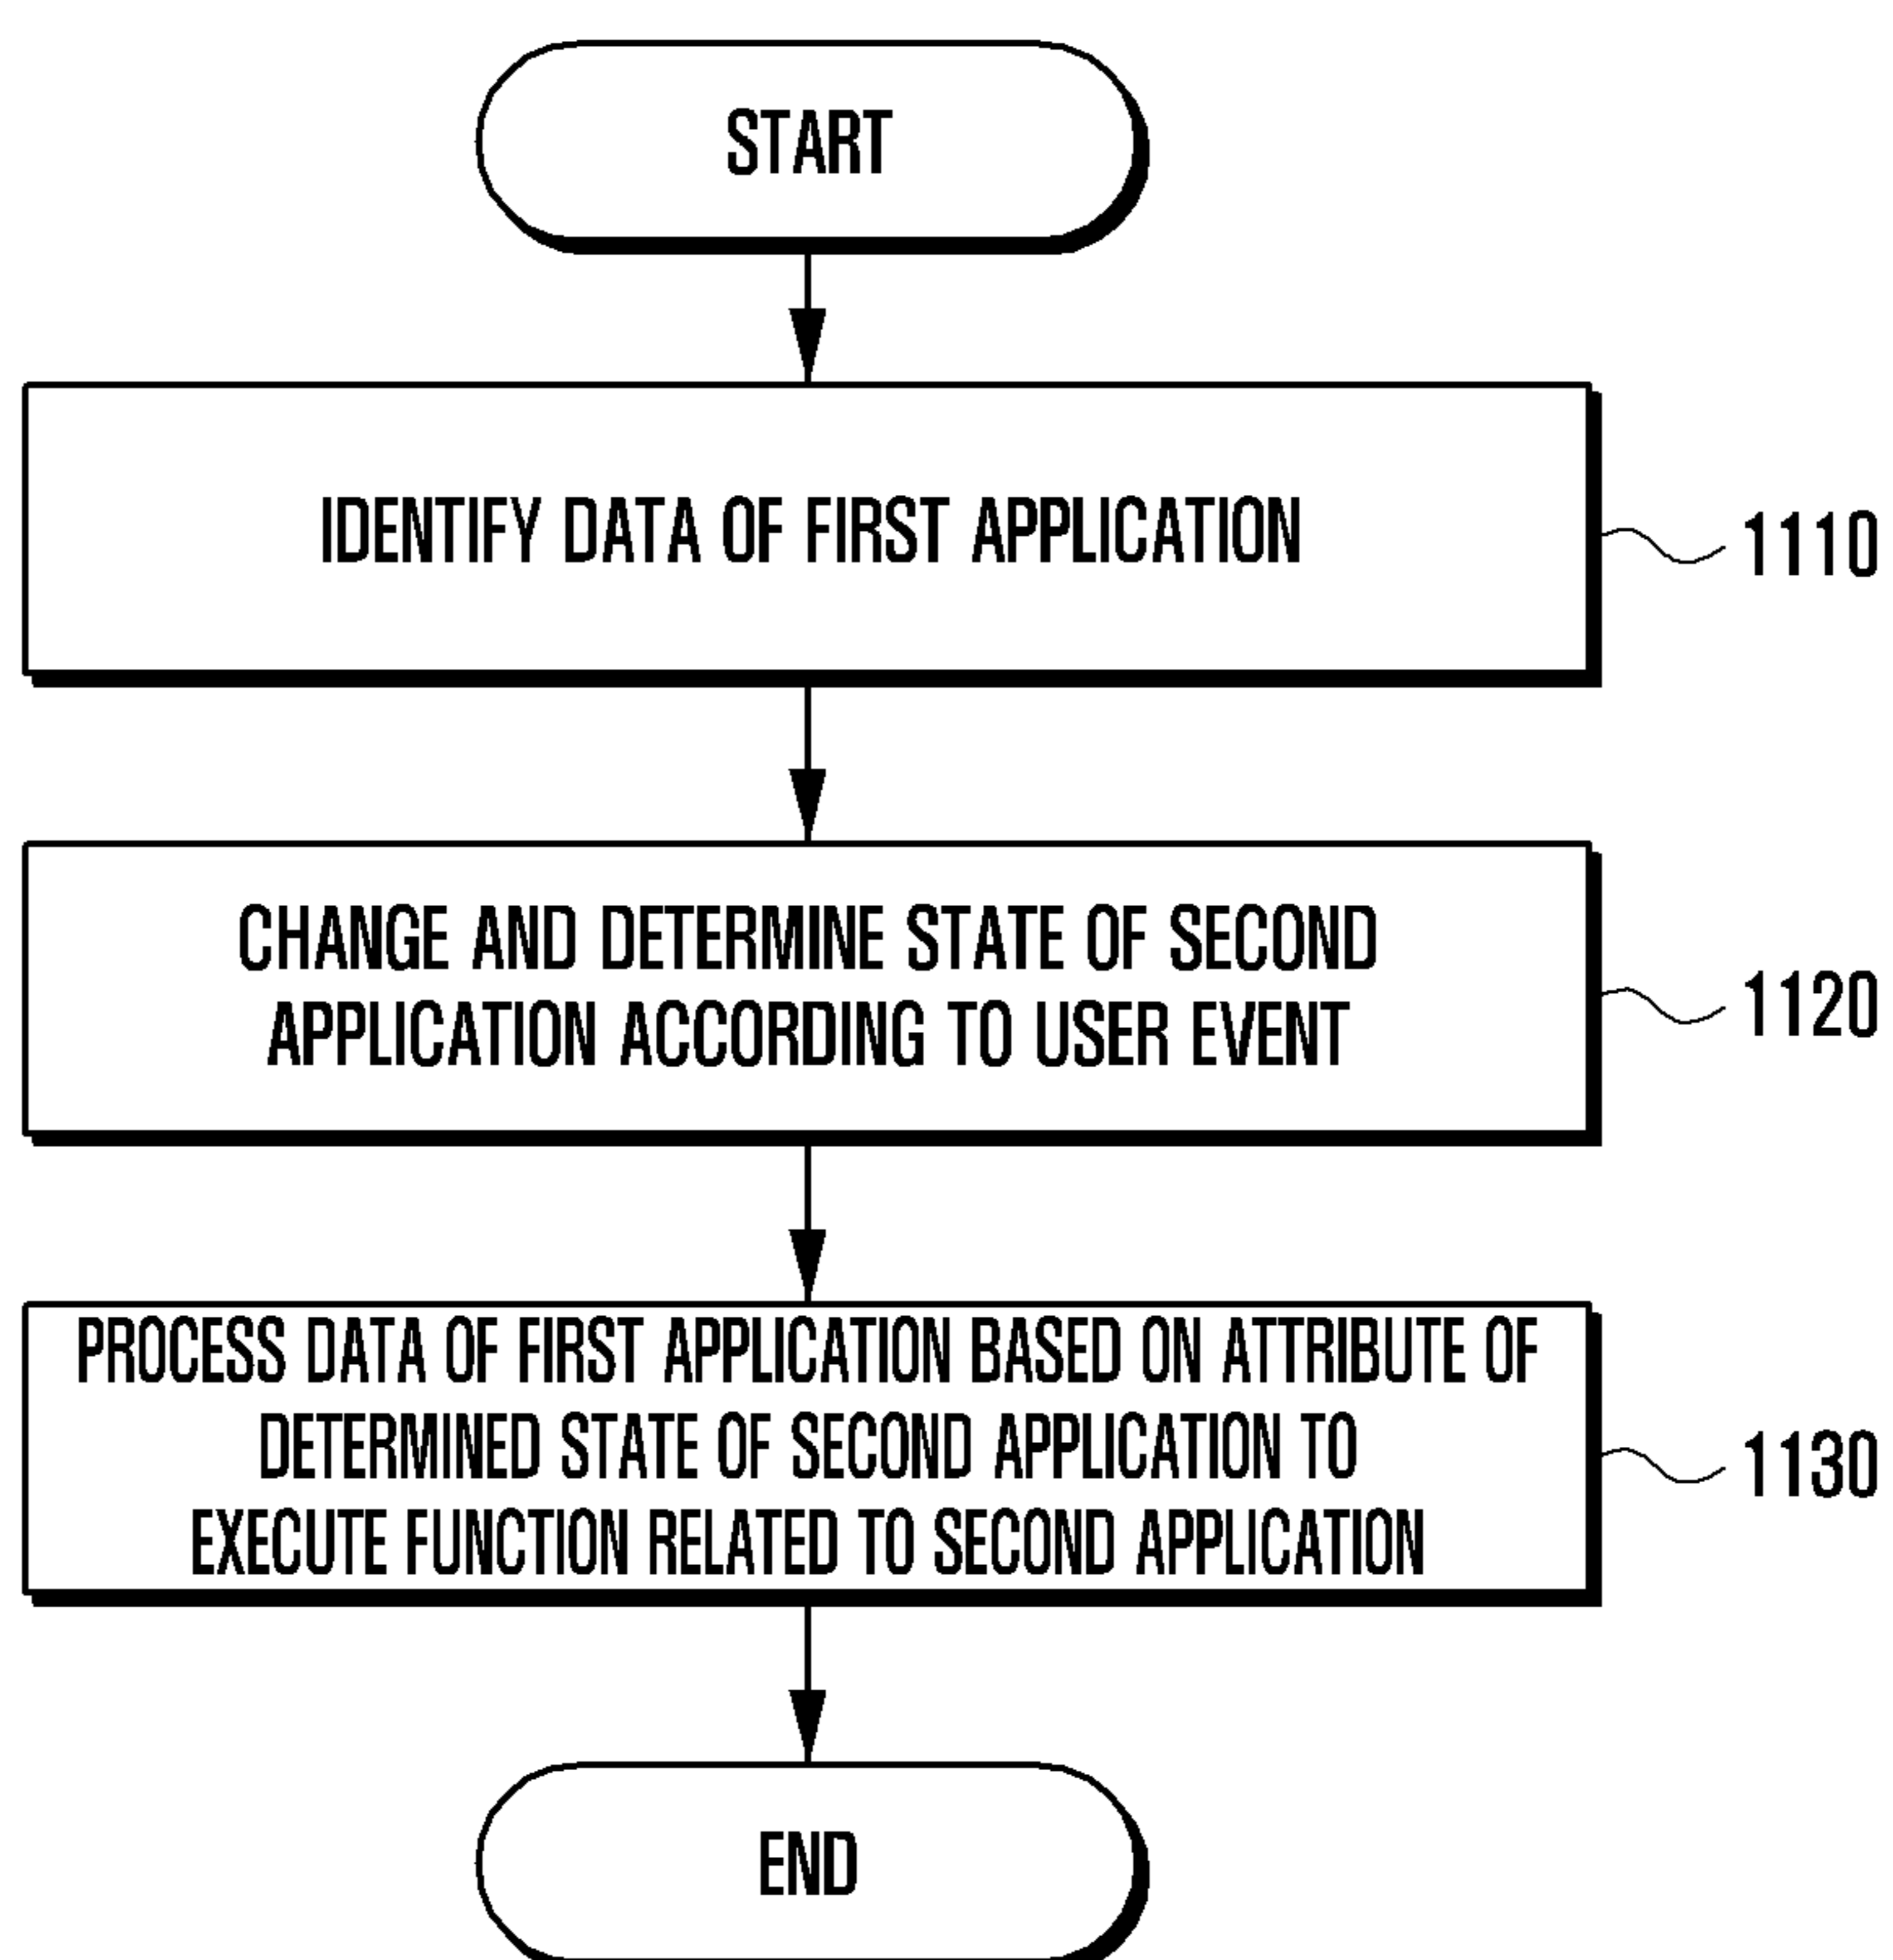 START
IDENTIFY DATA OF FIRST APPLICATION
1110
CHANGE AND DETERMINE STATE OF SECOND
APPLICATION ACCORDING TO USER EVENT
1120
PROCESS DATA OF FIRST APPLICATION BASED ON ATTRIBUTE OF
DETERMINED STATE OF SECOND APPLICATION TO
EXECUTE FUNCTION RELATED TO SECOND APPLICATION
1130
END